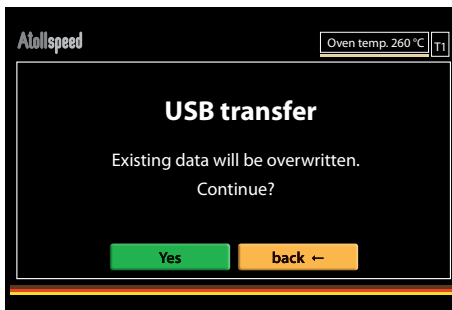 Atollspeed
Oven temp. 260 °C T1
USB transfer
Existing data will be overwritten.
Continue?
Yes back ←